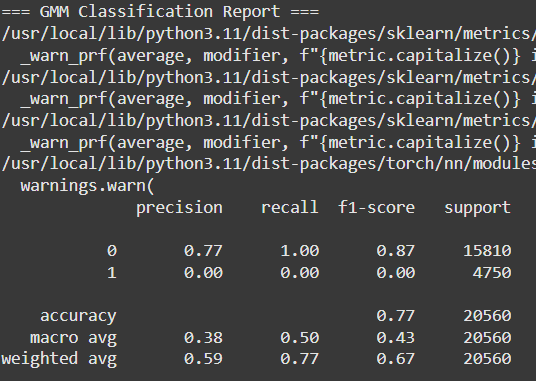 === GMM Classification Report ===
/usr/local/lib/python3.11/dist-packages/sklearn/metrics/
_warn_prf(average, modifier, f"{metric.capitalize()} i
/usr/local/lib/python3.11/dist-packages/sklearn/metrics/
_warn_prf(average, modifier, f"{metric.capitalize()} i
/usr/local/lib/python3.11/dist-packages/sklearn/metrics/
_warn_prf(average, modifier, f"{metric.capitalize()} i
/usr/local/lib/python3.11/dist-packages/torch/nn/modules
warnings.warn(
precision recall f1-score support
0 0.77 1.00 0.87 15810
1 0.00 0.00 0.00 4750
accuracy 0.77 20560
macro avg 0.38 0.50 0.43 20560
weighted avg 0.59 0.77 0.67 20560